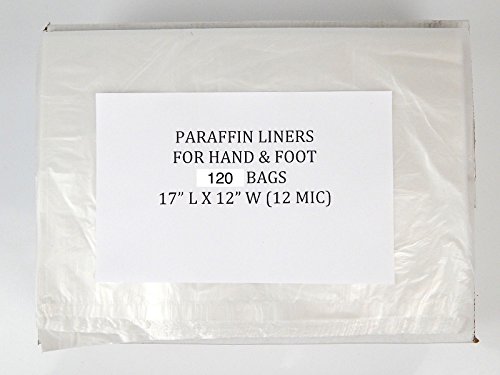 PARAFFIN LINERS
FOR HAND & FOOT
120 BAGS
17” L X 12” W (12 MIC)